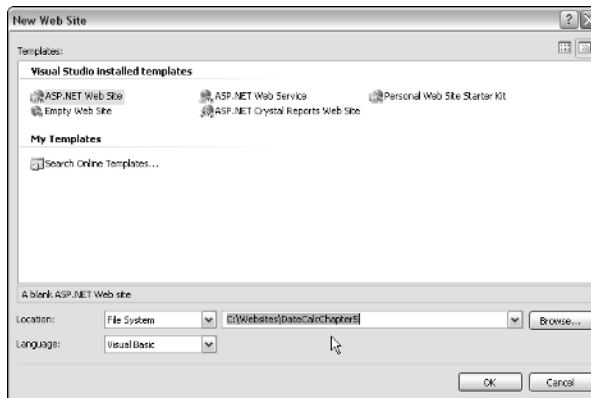 New Web Site
Templates:
Visual Studio installed templates
ASP.NET Web Site
ASP.NET Web Service
Personal Web Site Starter Kit
Empty Web Site
ASP.NET Crystal Reports Web Site
My Templates
Search Online Templates...
A blank ASP.NET Web site
Location:
File System
C:\Websites\DateCalcChapter5
Browse...
Language:
Visual Basic
OK
Cancel